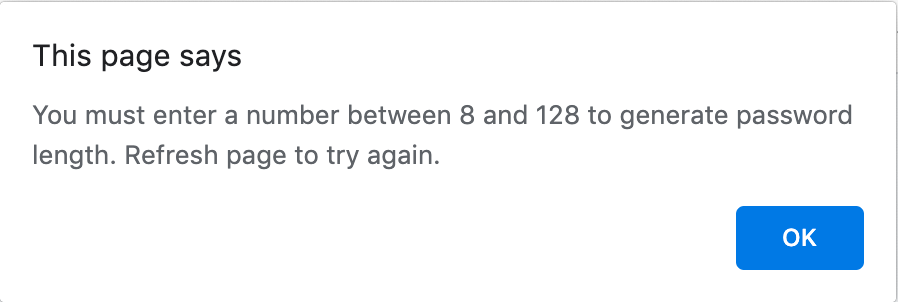 This page says
You must enter a number between 8 and 128 to generate password
length. Refresh page to try again.
OK